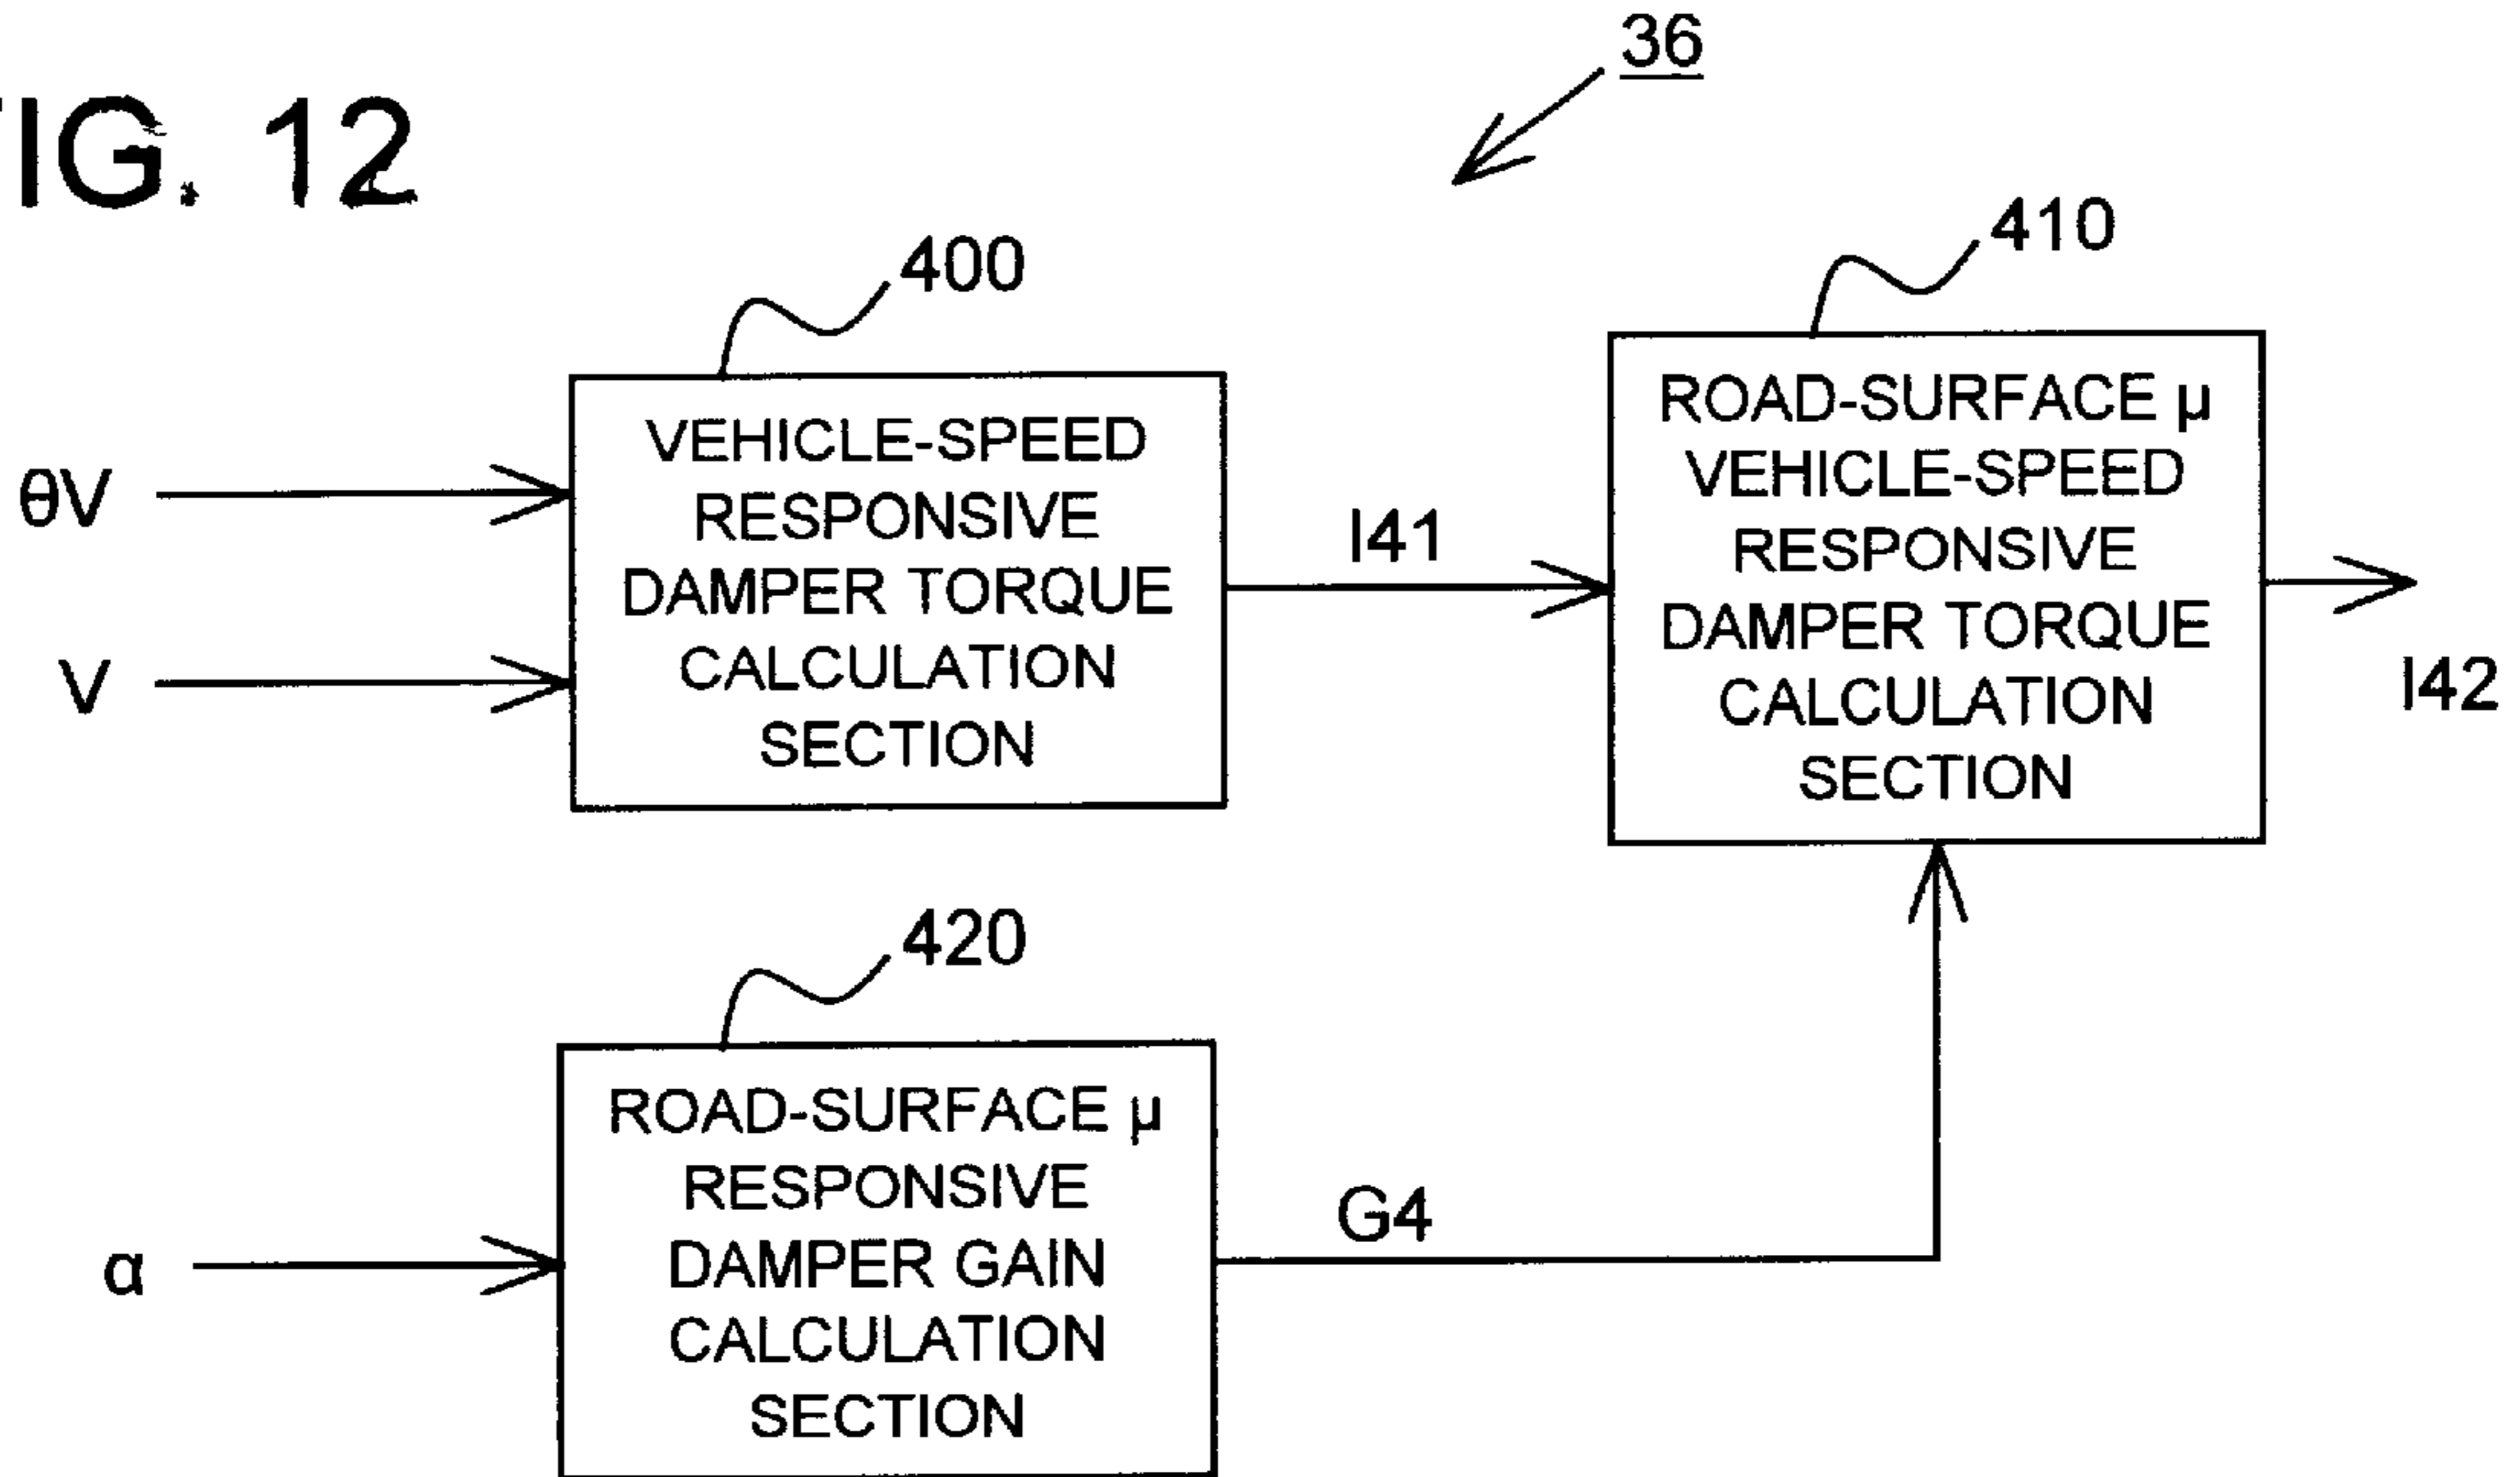 FIG. 12
36
400
410
VEHICLE-SPEED
RESPONSIVE
DAMPER TORQUE
CALCULATION
SECTION
ROAD-SURFACE μ
VEHICLE-SPEED
RESPONSIVE
DAMPER TORQUE
CALCULATION
SECTION
θV
V
I41
I42
420
ROAD-SURFACE μ
RESPONSIVE
DAMPER GAIN
CALCULATION
SECTION
α
G4